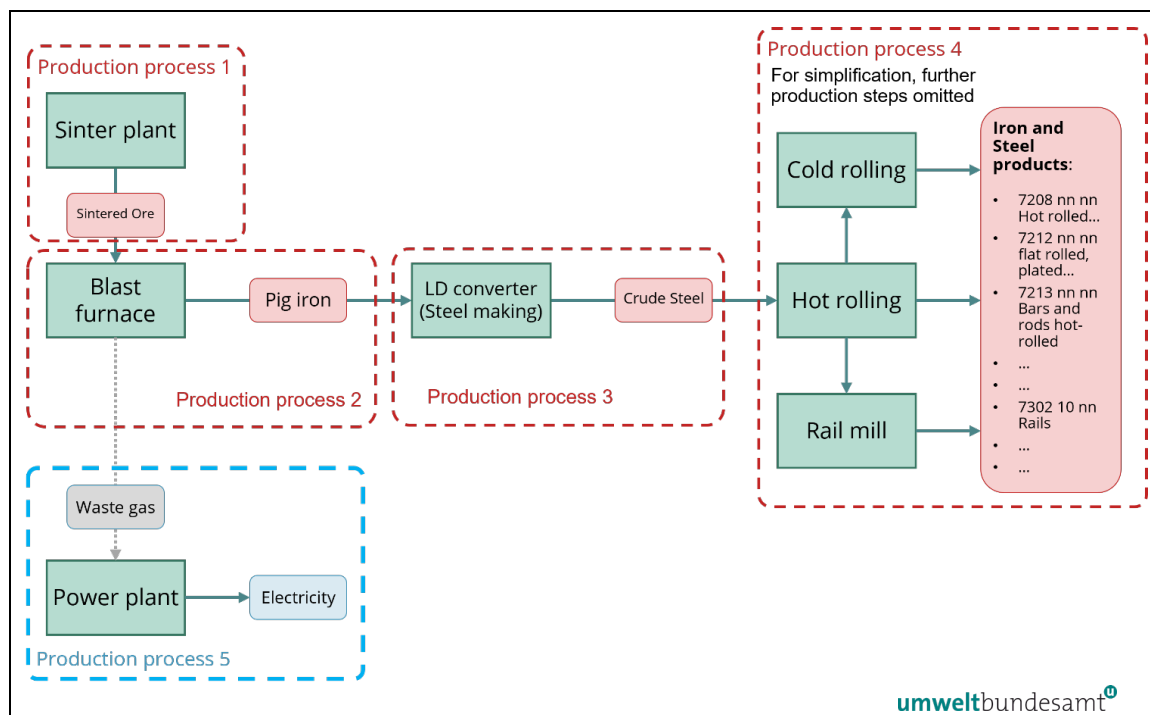 Production process 1
Sinter plant
Sintered Ore
Blast
furnace
Pig iron
Production process 2
LD converter
(Steel making)
Crude Steel
Production process 3
Production process 4
For simplification, further
production steps omitted
Cold rolling
Hot rolling
Rail mill
Iron and
Steel
products:
• 7208 nn nn
Hot rolled...
• 7212 nn nn
flat rolled,
plated...
• 7213 nn nn
Bars and
rods hot-
rolled
• ...
• ...
• 7302 10 nn
Rails
• ...
• ...
Waste gas
Power plant
Electricity
Production process 5
umweltbundesamt u